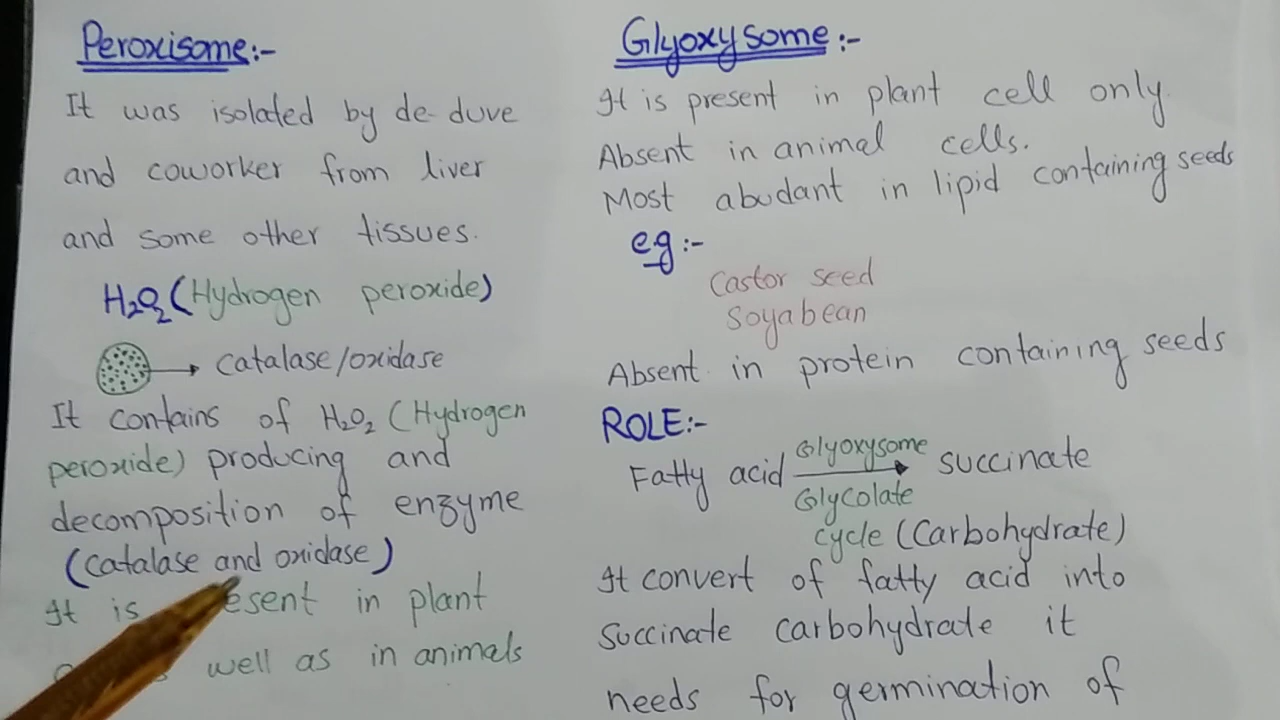 Peroxisome:-
It was isolated by de-duve
and coworker from liver
and some other tissues.
H₂O₂ (Hydrogen peroxide)
catalase/oxidase
It contains of H₂O₂ (Hydrogen
peroxide) producing and
decomposition of enzyme
(catalase and oxidase)
It is esent in plant
well as in animals
Glyoxysome:-
It is present in plant cell only.
Absent in animal cells.
Most abudant in lipid containing seeds
eg:-
Castor seed
Soyabean
Absent in protein containing seeds
ROLE:-
Fatty acid Glyoxysome succinate
Glycolate
cycle (Carbohydrate)
It convert of fatty acid into
succinate carbohydrate it
needs for germination of